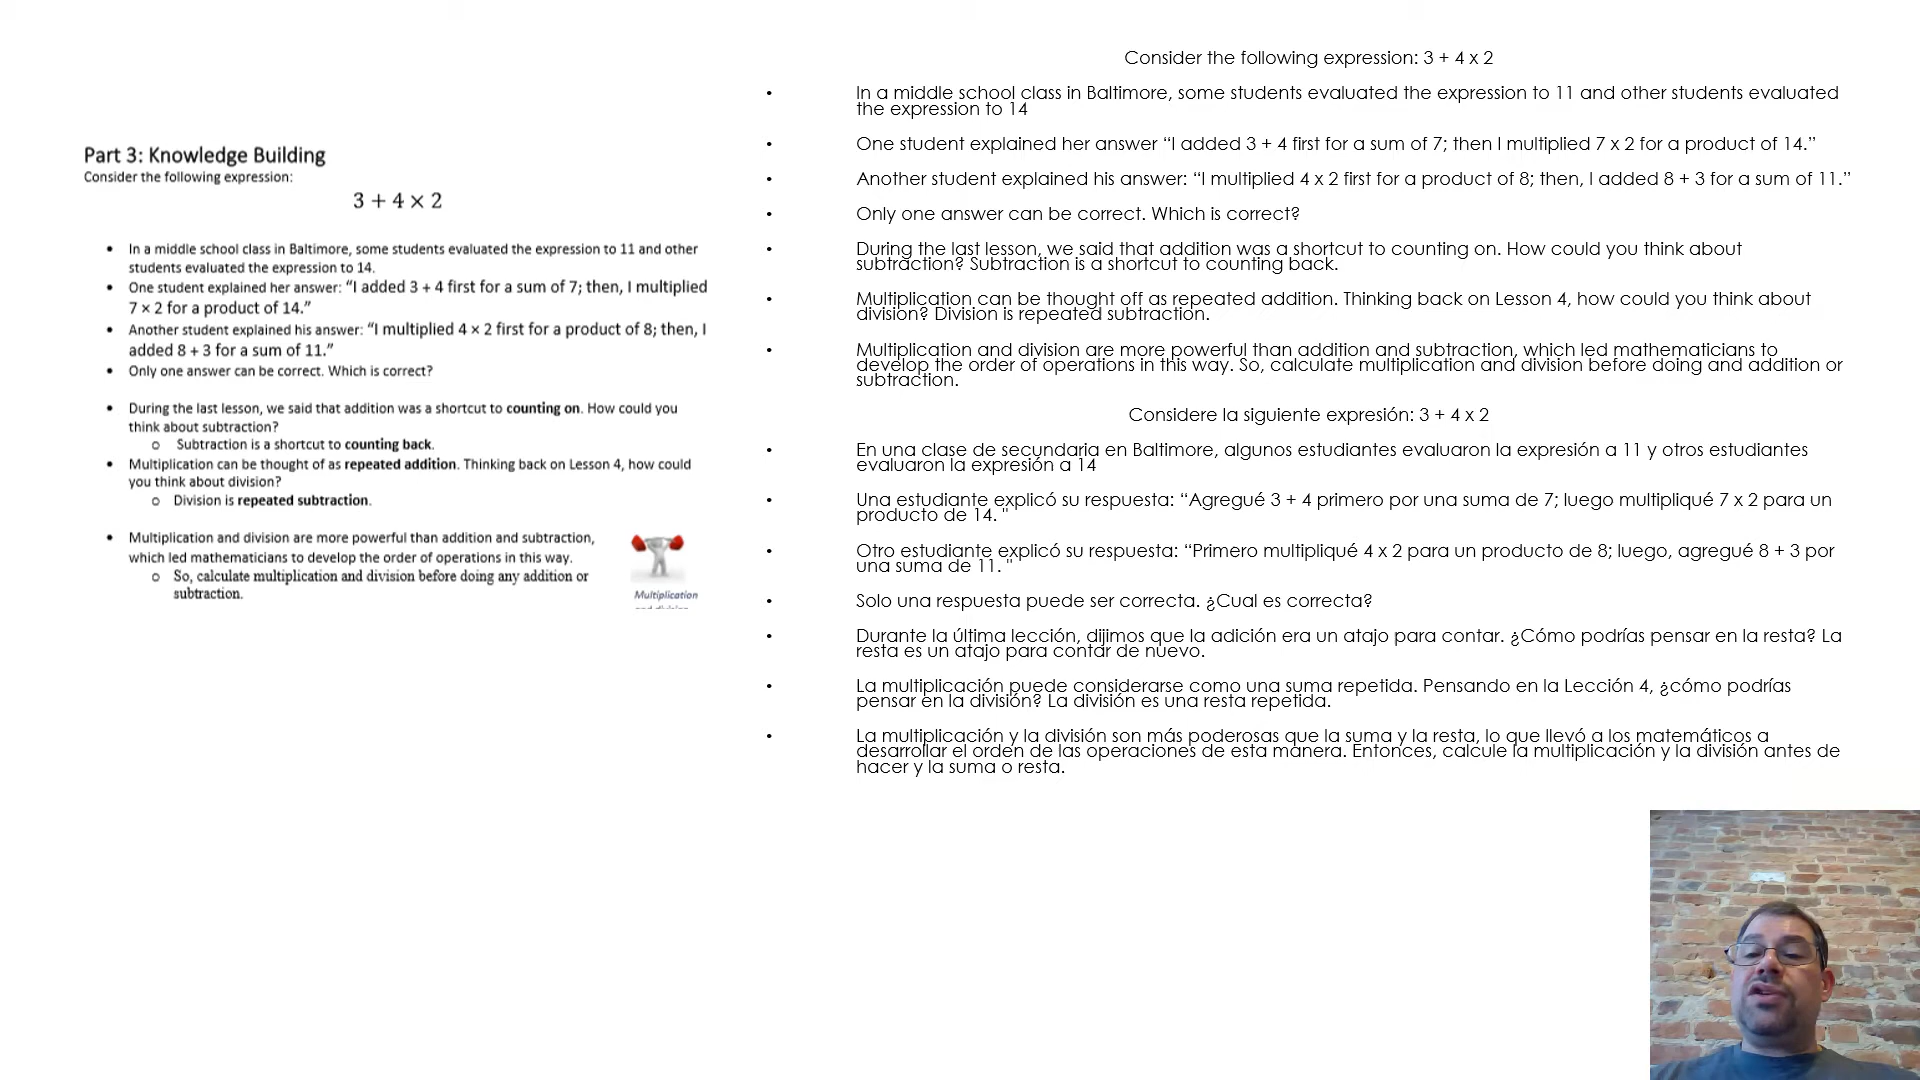 Part 3: Knowledge Building
Consider the following expression:
3 + 4 × 2
• In a middle school class in Baltimore, some students evaluated the expression to 11 and other
students evaluated the expression to 14.
• One student explained her answer: “I added 3 + 4 first for a sum of 7; then, I multiplied
7 × 2 for a product of 14.”
• Another student explained his answer: “I multiplied 4 × 2 first for a product of 8; then, I
added 8 + 3 for a sum of 11.”
• Only one answer can be correct. Which is correct?
• During the last lesson, we said that addition was a shortcut to counting on. How could you
think about subtraction?
o Subtraction is a shortcut to counting back.
• Multiplication can be thought of as repeated addition. Thinking back on Lesson 4, how could
you think about division?
o Division is repeated subtraction.
• Multiplication and division are more powerful than addition and subtraction,
which led mathematicians to develop the order of operations in this way.
o So, calculate multiplication and division before doing any addition or
subtraction.
Multiplication
Consider the following expression: 3 + 4 x 2
• In a middle school class in Baltimore, some students evaluated the expression to 11 and other students evaluated
the expression to 14
• One student explained her answer “I added 3 + 4 first for a sum of 7; then I multiplied 7 x 2 for a product of 14.”
• Another student explained his answer: “I multiplied 4 x 2 first for a product of 8; then, I added 8 + 3 for a sum of 11.”
• Only one answer can be correct. Which is correct?
• During the last lesson, we said that addition was a shortcut to counting on. How could you think about
subtraction? Subtraction is a shortcut to counting back.
• Multiplication can be thought off as repeated addition. Thinking back on Lesson 4, how could you think about
division? Division is repeated subtraction.
• Multiplication and division are more powerful than addition and subtraction, which led mathematicians to
develop the order of operations in this way. So, calculate multiplication and division before doing and addition or
subtraction.
Considere la siguiente expresión: 3 + 4 x 2
• En una clase de secundaria en Baltimore, algunos estudiantes evaluaron la expresión a 11 y otros estudiantes
evaluaron la expresión a 14
• Una estudiante explicó su respuesta: “Agregué 3 + 4 primero por una suma de 7; luego multipliqué 7 x 2 para un
producto de 14. "
• Otro estudiante explicó su respuesta: “Primero multipliqué 4 x 2 para un producto de 8; luego, agregué 8 + 3 por
una suma de 11. "
• Solo una respuesta puede ser correcta. ¿Cual es correcta?
• Durante la última lección, dijimos que la adición era un atajo para contar. ¿Cómo podrías pensar en la resta? La
resta es un atajo para contar de nuevo.
• La multiplicación puede considerarse como una suma repetida. Pensando en la Lección 4, ¿cómo podrías
pensar en la división? La división es una resta repetida.
• La multiplicación y la división son más poderosas que la suma y la resta, lo que llevó a los matemáticos a
desarrollar el orden de las operaciones de esta manera. Entonces, calcule la multiplicación y la división antes de
hacer y la suma o resta.